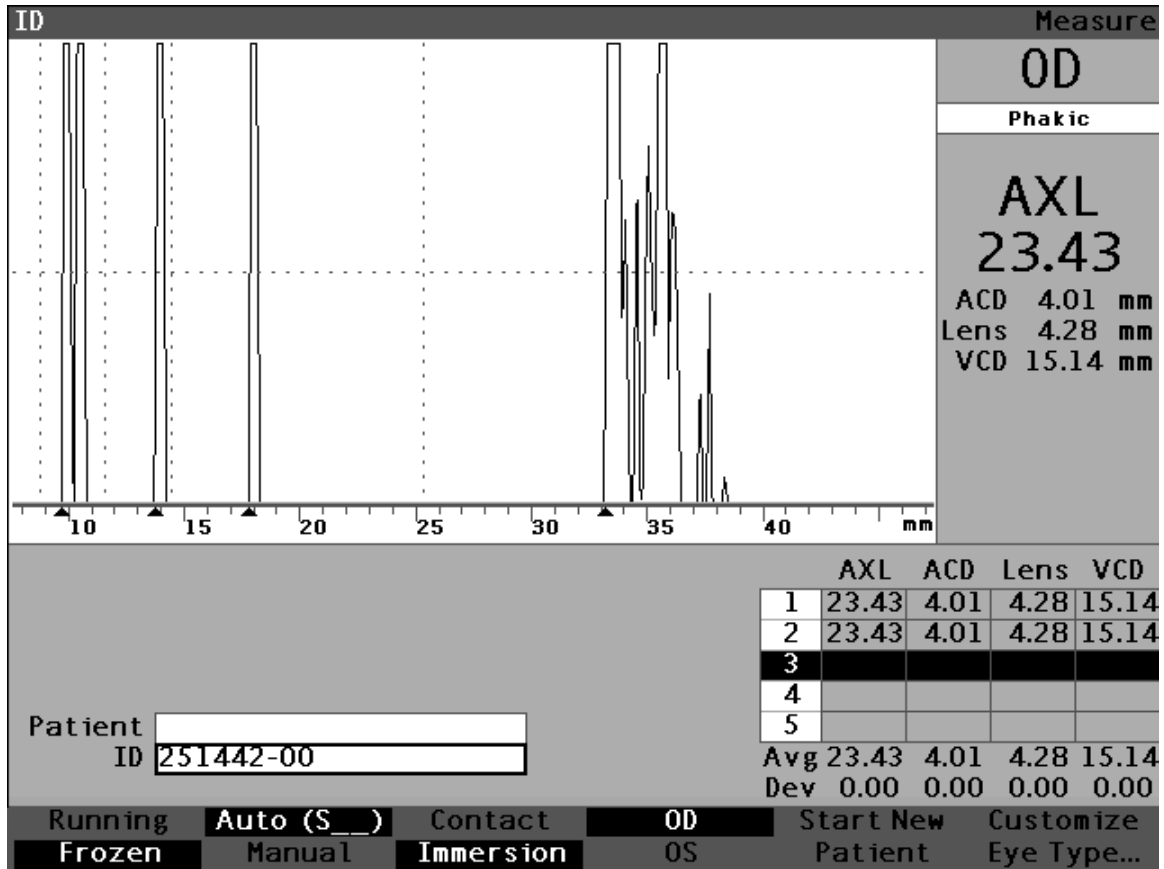 ID Measure
OD
Phakic
AXL
23.43
ACD 4.01 mm
Lens 4.28 mm
VCD 15.14 mm
10 15 20 25 30 35 40 mm
AXL ACD Lens VCD
1 23.43 4.01 4.28 15.14
2 23.43 4.01 4.28 15.14
3
4
5
Avg 23.43 4.01 4.28 15.14
Dev 0.00 0.00 0.00 0.00
Patient
ID 251442-00
Running Auto (S__) Contact OD Start New Customize
Frozen Manual Immersion OS Patient Eye Type...